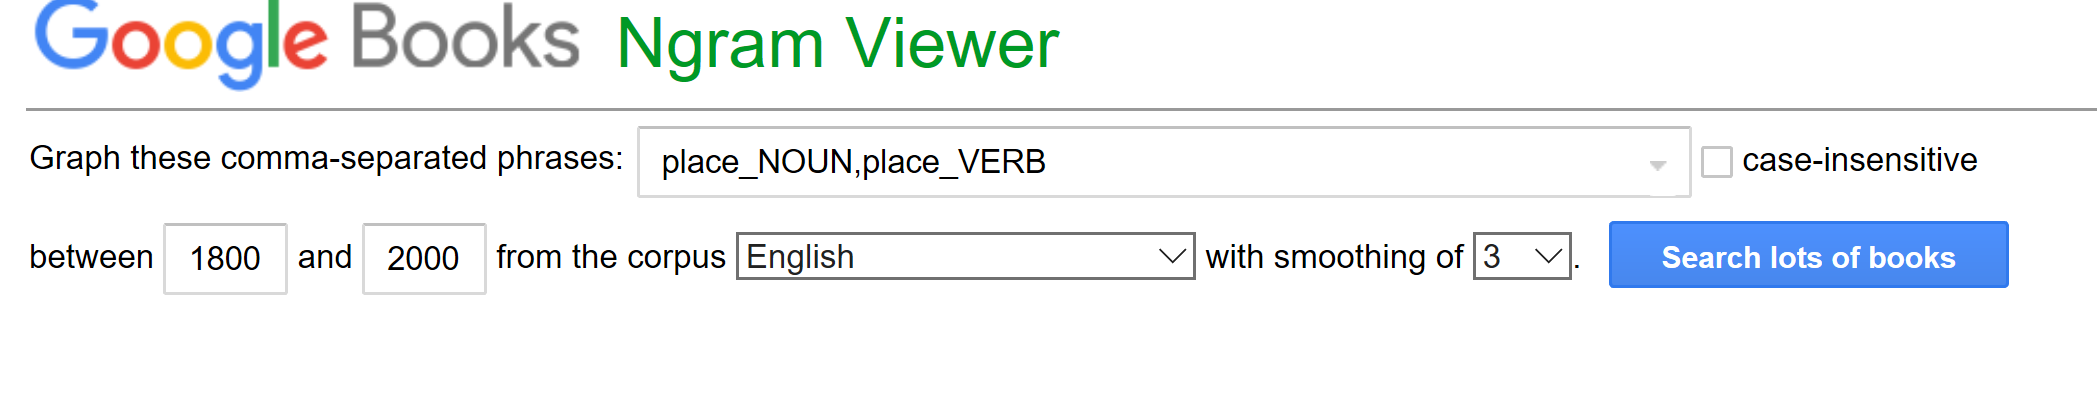 Google Books Ngram Viewer
Graph these comma-separated phrases: place_NOUN,place_VERB case-insensitive
between 1800 and 2000 from the corpus English with smoothing of 3 . Search lots of books